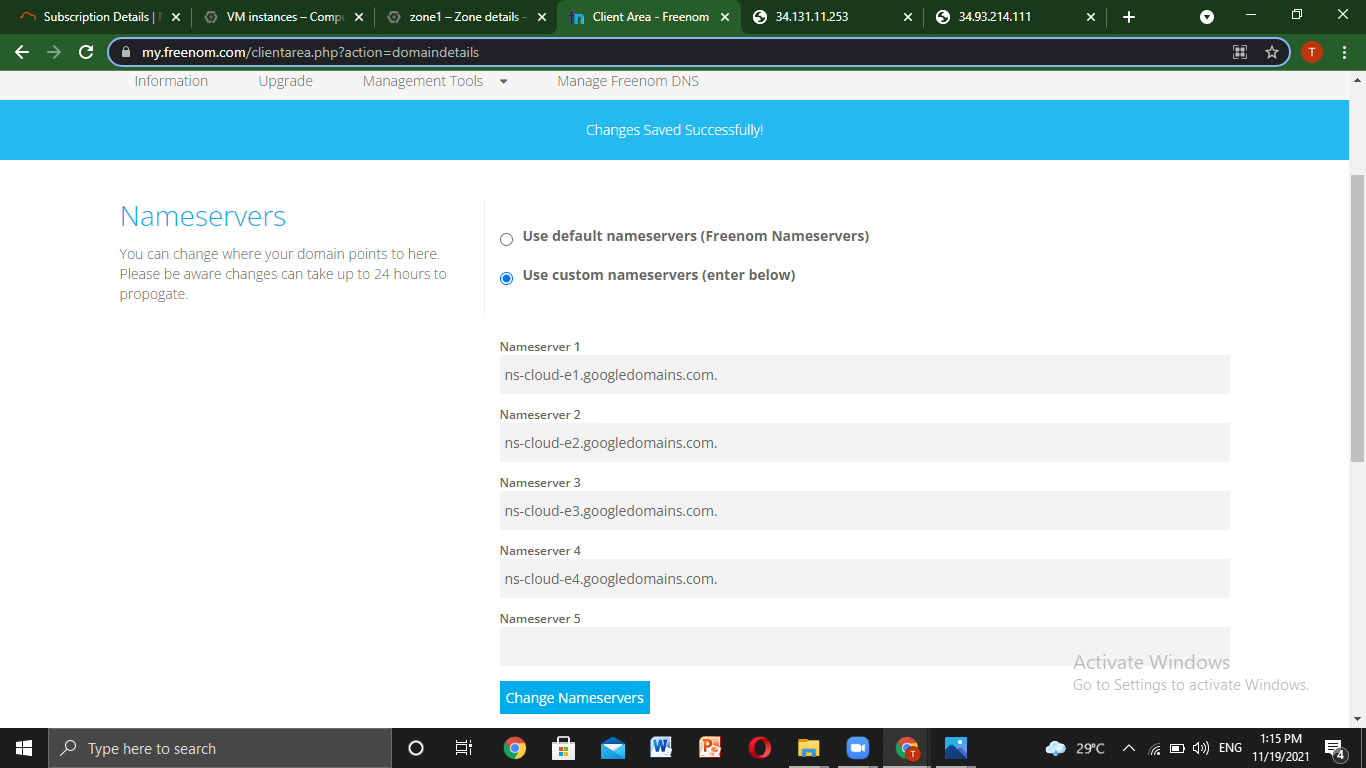 Subscription Details |
VM instances – Compu
zone1 – Zone details –
Client Area - Freenom
34.131.11.253
34.93.214.111
my.freenom.com/clientarea.php?action=domaindetails
T
Information
Upgrade
Management Tools
Manage Freenom DNS
Changes Saved Successfully!
Nameservers
You can change where your domain points to here.
Please be aware changes can take up to 24 hours to
propogate.
Use default nameservers (Freenom Nameservers)
Use custom nameservers (enter below)
Nameserver 1
ns-cloud-e1.googledomains.com.
Nameserver 2
ns-cloud-e2.googledomains.com.
Nameserver 3
ns-cloud-e3.googledomains.com.
Nameserver 4
ns-cloud-e4.googledomains.com.
Nameserver 5
Change Nameservers
Activate Windows
Go to Settings to activate Windows.
Type here to search
29°C
ENG
1:15 PM
11/19/2021
4